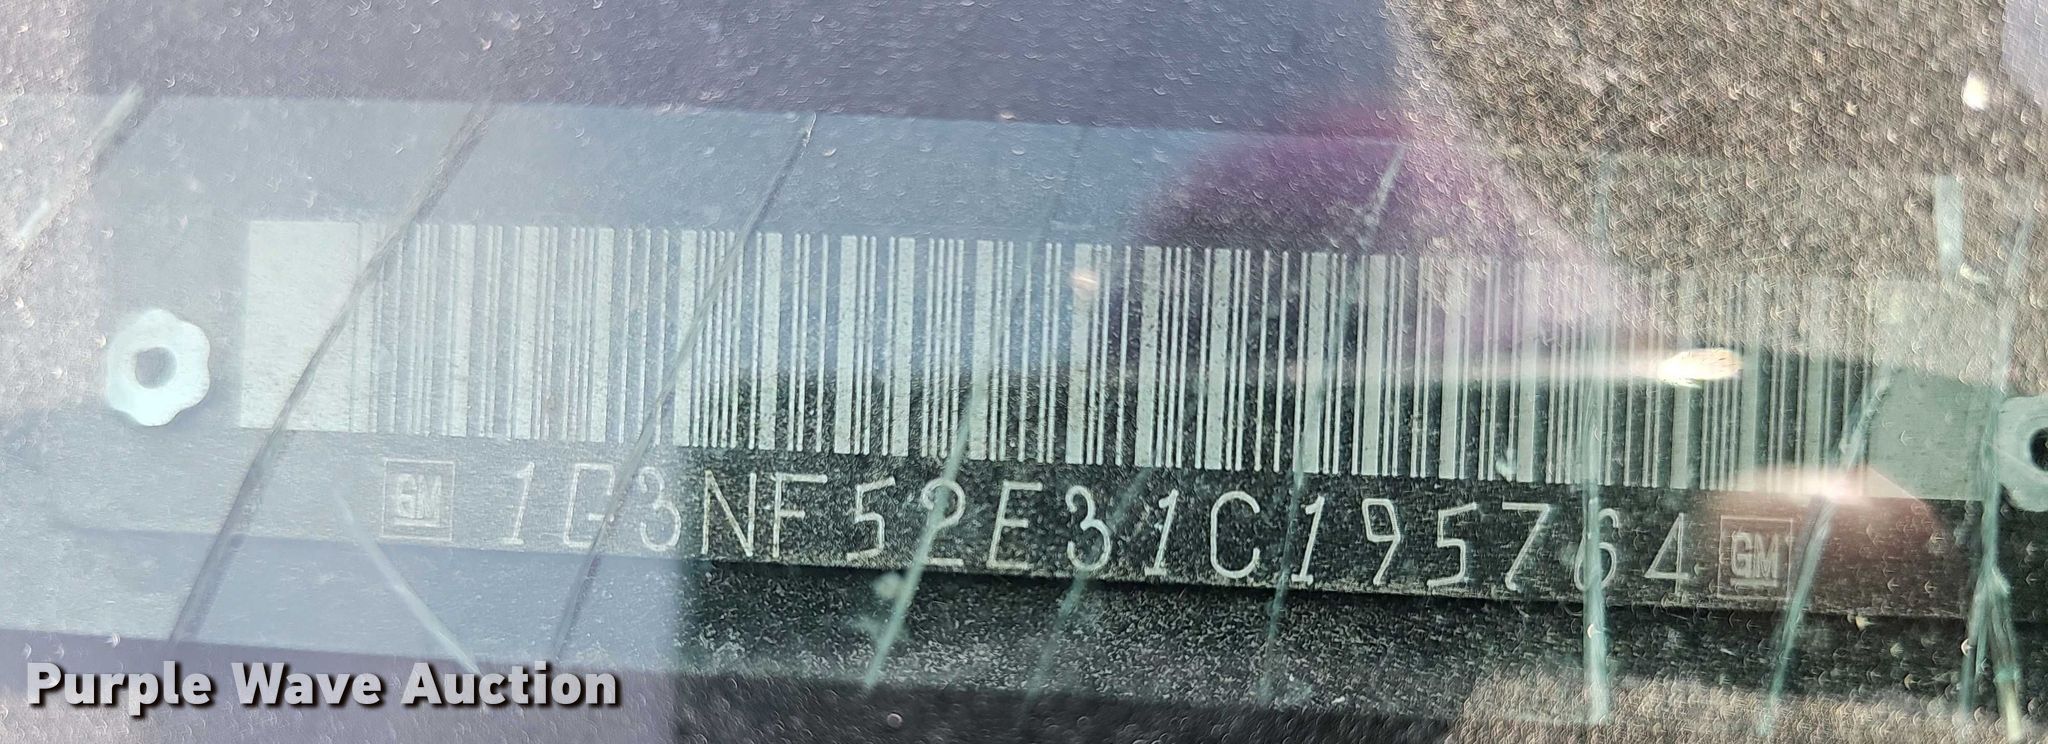 GM 1G3NF52E31C195764 GM
Purple Wave Auction